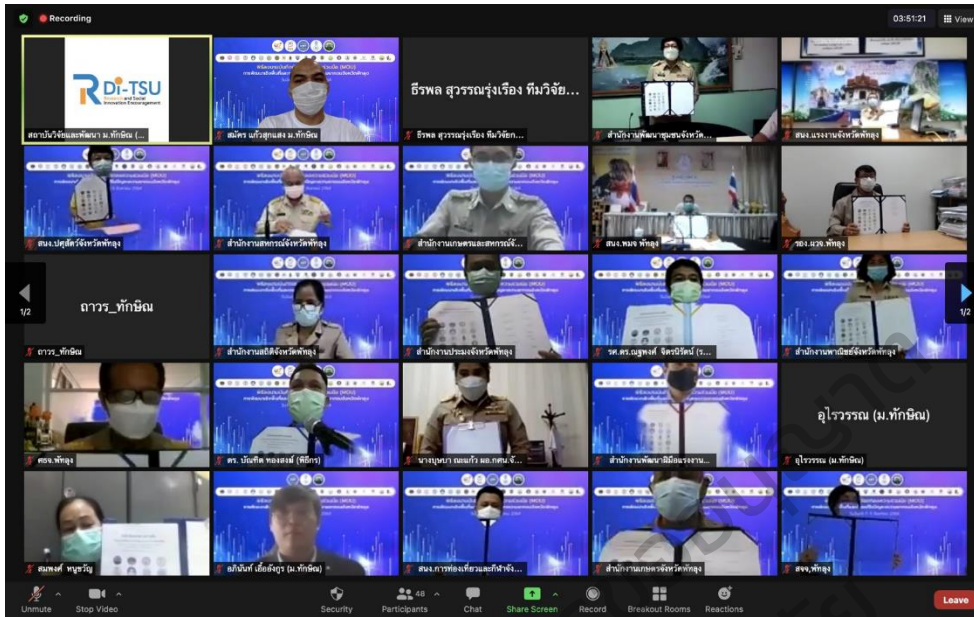 Recording
03:51:21
View
RDi-TSU
Research and Social
Innovation Encouragement
สถาบันวิจัยและพัฒนา ม.ทักษิณ (...
สมัคร แก้วสุกแสง ม.ทักษิณ
ธีรพล สุวรรณรุ่งเรือง ทีมวิจัย...
ธีรพล สุวรรณรุ่งเรือง ทีมวิจัยก...
สำนักงานพัฒนาชุมชนจังหวัด...
สนง.แรงงานจังหวัดพัทลุง
สนง.ปศุสัตว์จังหวัดพัทลุง
สำนักงานสหกรณ์จังหวัดพัทลุง
สำนักงานเกษตรและสหกรณ์จั...
สนง.พมจ พัทลุง
รอง.ผวจ.พัทลุง
1/2
ถาวร_ทักษิณ
ถาวร_ทักษิณ
สำนักงานสถิติจังหวัดพัทลุง
สำนักงานประมงจังหวัดพัทลุง
รศ.ดร.ณฐพงศ์ จิตรนิรัตน์ (ร...
สำนักงานพาณิชย์จังหวัดพัทลุง
1/2
ศธจ.พัทลุง
ดร. บัณฑิต ทองสงฆ์ (พิธีกร)
นางบุษบา ณะแก้ว ผอ.กศน.จั...
สำนักงานพัฒนาฝีมือแรงงาน...
อุไรวรรณ (ม.ทักษิณ)
อุไรวรรณ (ม.ทักษิณ)
สมพงศ์ หนูขวัญ
อภินันท์ เอื้ออังกูร (ม.ทักษิณ)
สนง.การท่องเที่ยวและกีฬาจัง...
สำนักงานเกษตรจังหวัดพัทลุง
สจจ,พัทลุง
Unmute
Stop Video
Security
Participants
48
Chat
Share Screen
Record
Breakout Rooms
Reactions
Leave